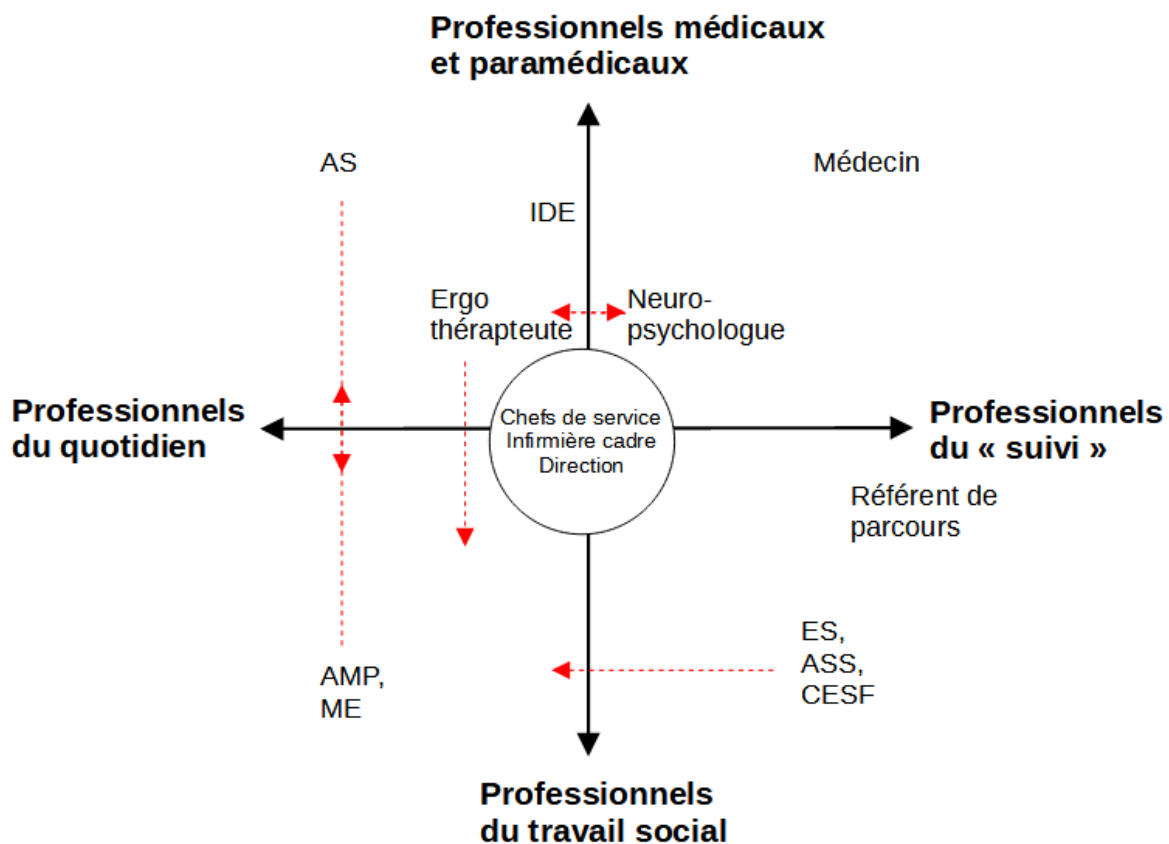 Professionnels médicaux
et paramédicaux
AS
Médecin
IDE
Ergo
thérapteute
Neuro-
psychologue
Professionnels
du quotidien
Chefs de service
Infirmière cadre
Direction
Professionnels
du « suivi »
Référent de
parcours
AMP,
ME
ES,
ASS,
CESF
Professionnels
du travail social